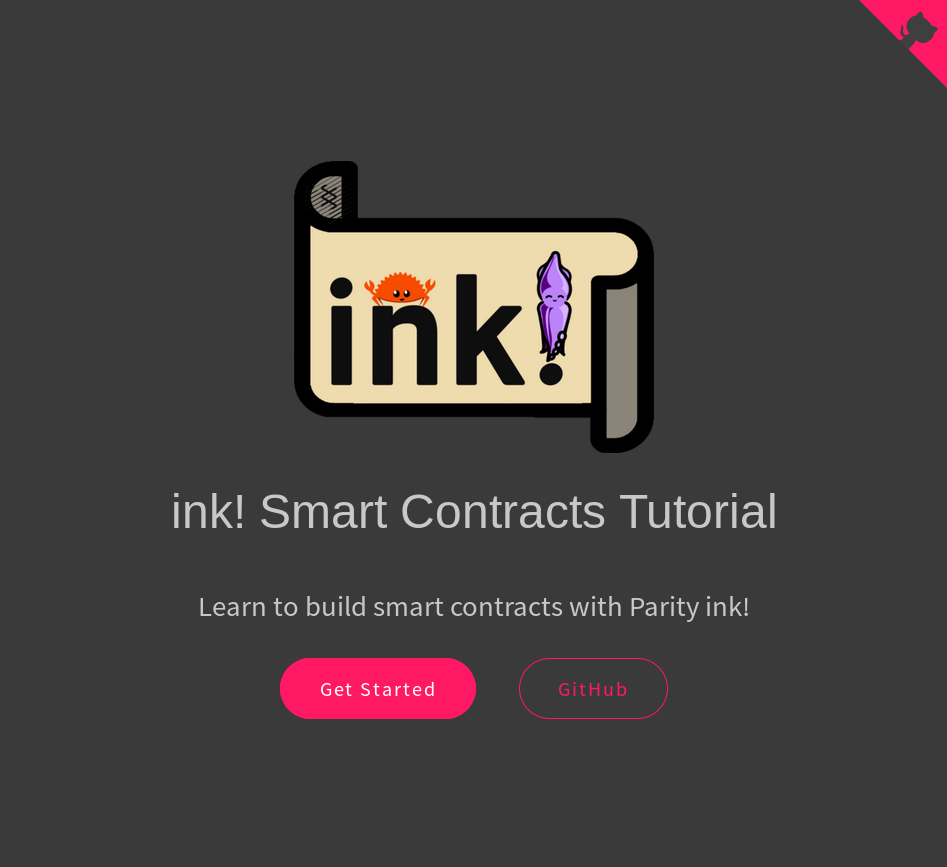 ink!
ink! Smart Contracts Tutorial
Learn to build smart contracts with Parity ink!
Get Started
GitHub